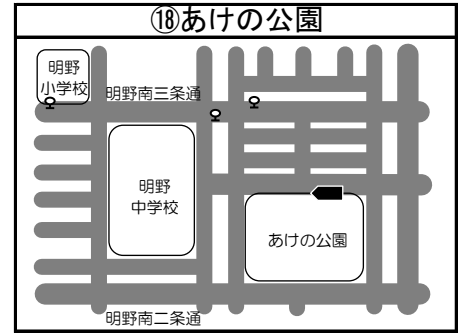 ⑱あけの公園
明野
小学校
明野南三条通
明野
中学校
あけの公園
明野南二条通